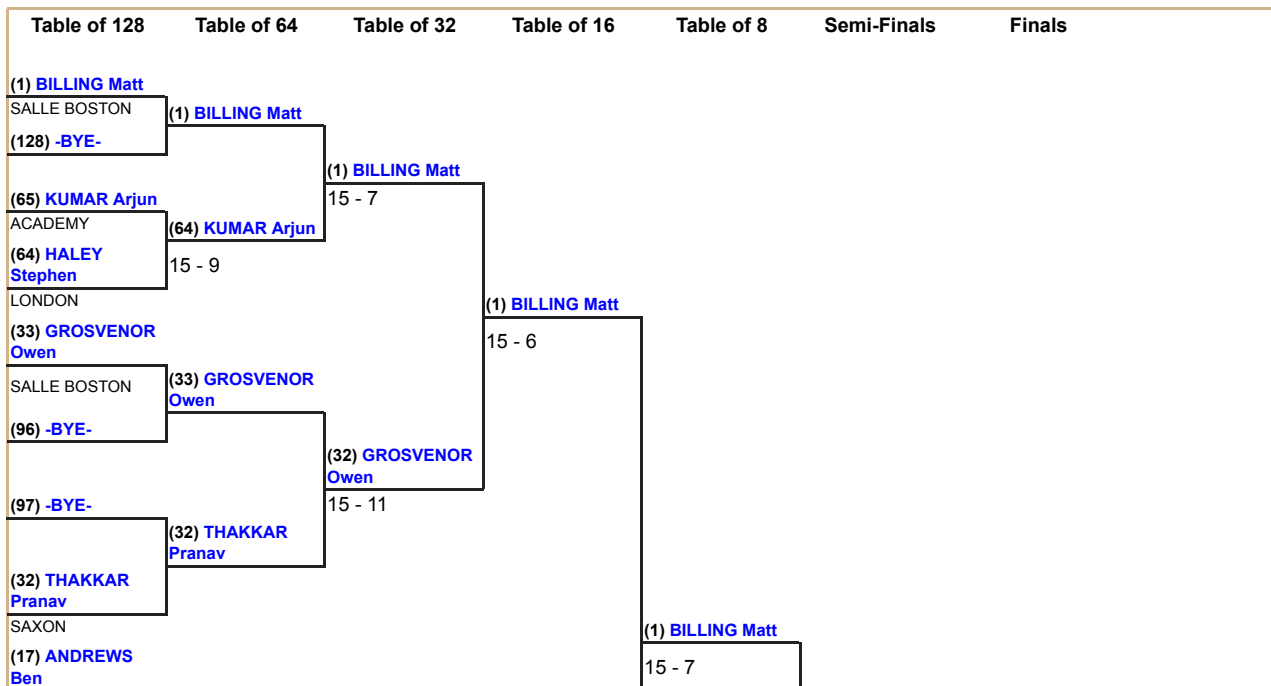 Table of 128 Table of 64 Table of 32 Table of 16 Table of 8 Semi-Finals Finals
(1) BILLING Matt
SALLE BOSTON
(1) BILLING Matt
(128) -BYE-
(1) BILLING Matt
(65) KUMAR Arjun
15 - 7
ACADEMY
(64) KUMAR Arjun
(64) HALEY
Stephen
15 - 9
LONDON
(1) BILLING Matt
(33) GROSVENOR
Owen
15 - 6
SALLE BOSTON
(33) GROSVENOR
Owen
(96) -BYE-
(32) GROSVENOR
Owen
(97) -BYE-
15 - 11
(32) THAKKAR
Pranav
(32) THAKKAR
Pranav
SAXON
(1) BILLING Matt
(17) ANDREWS
Ben
15 - 7